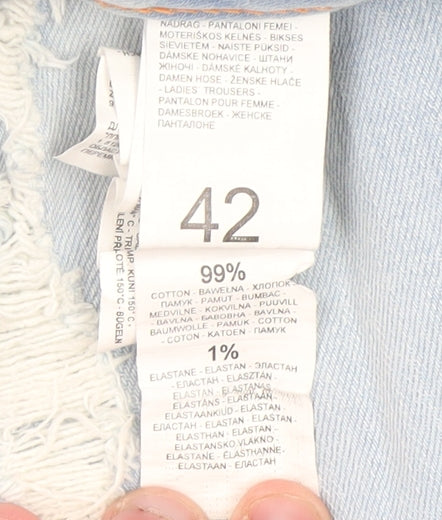 NADRĄG - PANTALONI FEMEI -
MOTERIŠKOS KELNĖS - BIKSES
SIEVIETĒM - NAISTE PÜKSID -
DÁMSKE NOHAVICE - ШТАНИ
ЖІНОЧІ - DÁMSKÉ KALHOTY -
DAMEN HOSE - ŽENSKE HLAČE
- LADIES TROUSERS -
PANTALON POUR FEMME -
DAMESBROEK - ЖЕНСКЕ
ПАНТАЛОНЕ
42
99%
COTTON - BAWEŁNA - ХЛОПОК
- ПАМУК - PAMUT - BUMBAC -
MEDVILNĖ - KOKVILNA - PUUVILL
- BAVLNA - БАВОВНА - BAVLNA -
BAUMWOLLE - PAMUK - COTTON
- COTON - KATOEN - ПАМУК
1%
ELASTANE - ELASTAN - ЭЛАСТАН
- ЕЛАСТАН - ELASZTÁN -
ELASTAN - ELASTANAS -
ELASTĀNS - ELASTAAN -
ELASTAANKIUD - ELASTAN -
ЕЛАСТАН - ELASTAN - ELASTAN -
ELASTHAN - ELASTAN -
ELASTANSKO VLAKNO -
ELASTANE - ÉLASTHANNE -
ELASTAAN - ЕЛАСТАН